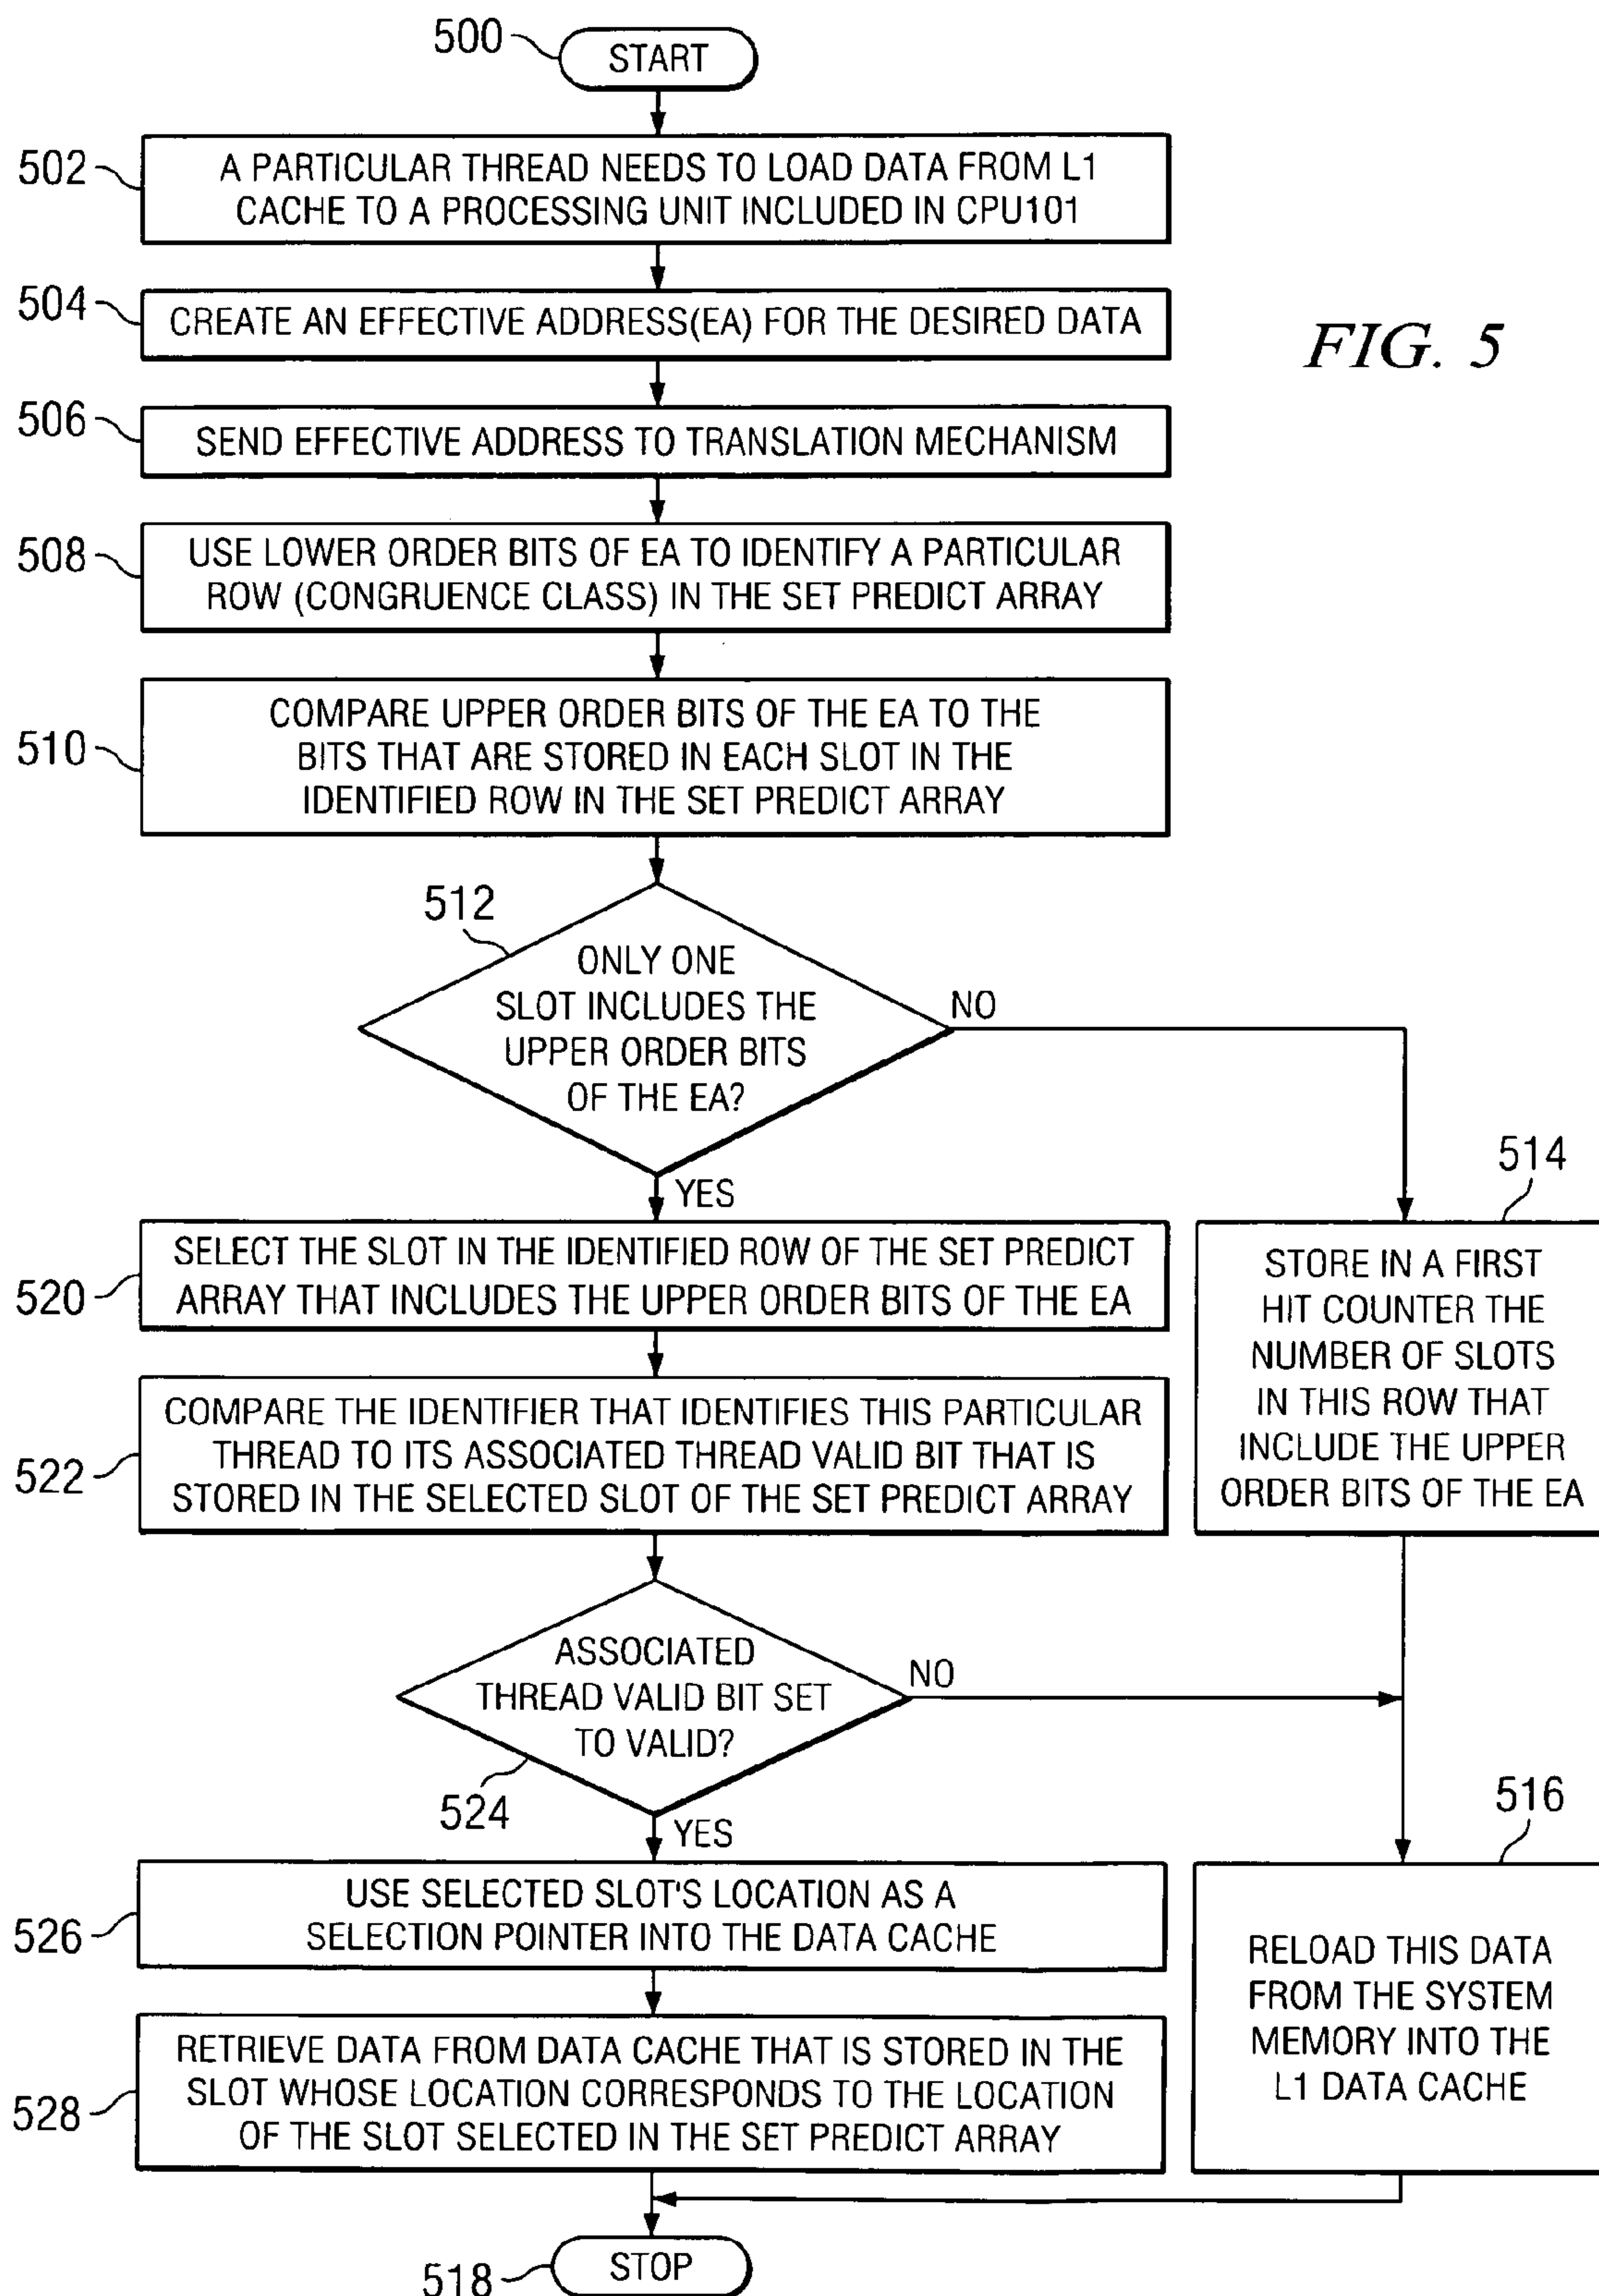 500
START
502
A PARTICULAR THREAD NEEDS TO LOAD DATA FROM L1
CACHE TO A PROCESSING UNIT INCLUDED IN CPU101
504
CREATE AN EFFECTIVE ADDRESS(EA) FOR THE DESIRED DATA
FIG. 5
506
SEND EFFECTIVE ADDRESS TO TRANSLATION MECHANISM
508
USE LOWER ORDER BITS OF EA TO IDENTIFY A PARTICULAR
ROW (CONGRUENCE CLASS) IN THE SET PREDICT ARRAY
510
COMPARE UPPER ORDER BITS OF THE EA TO THE
BITS THAT ARE STORED IN EACH SLOT IN THE
IDENTIFIED ROW IN THE SET PREDICT ARRAY
512
ONLY ONE
SLOT INCLUDES THE
UPPER ORDER BITS
OF THE EA?
NO
YES
514
STORE IN A FIRST
HIT COUNTER THE
NUMBER OF SLOTS
IN THIS ROW THAT
INCLUDE THE UPPER
ORDER BITS OF THE EA
520
SELECT THE SLOT IN THE IDENTIFIED ROW OF THE SET PREDICT
ARRAY THAT INCLUDES THE UPPER ORDER BITS OF THE EA
522
COMPARE THE IDENTIFIER THAT IDENTIFIES THIS PARTICULAR
THREAD TO ITS ASSOCIATED THREAD VALID BIT THAT IS
STORED IN THE SELECTED SLOT OF THE SET PREDICT ARRAY
ASSOCIATED
THREAD VALID BIT SET
TO VALID?
NO
524
YES
516
RELOAD THIS DATA
FROM THE SYSTEM
MEMORY INTO THE
L1 DATA CACHE
526
USE SELECTED SLOT'S LOCATION AS A
SELECTION POINTER INTO THE DATA CACHE
528
RETRIEVE DATA FROM DATA CACHE THAT IS STORED IN THE
SLOT WHOSE LOCATION CORRESPONDS TO THE LOCATION
OF THE SLOT SELECTED IN THE SET PREDICT ARRAY
518
STOP